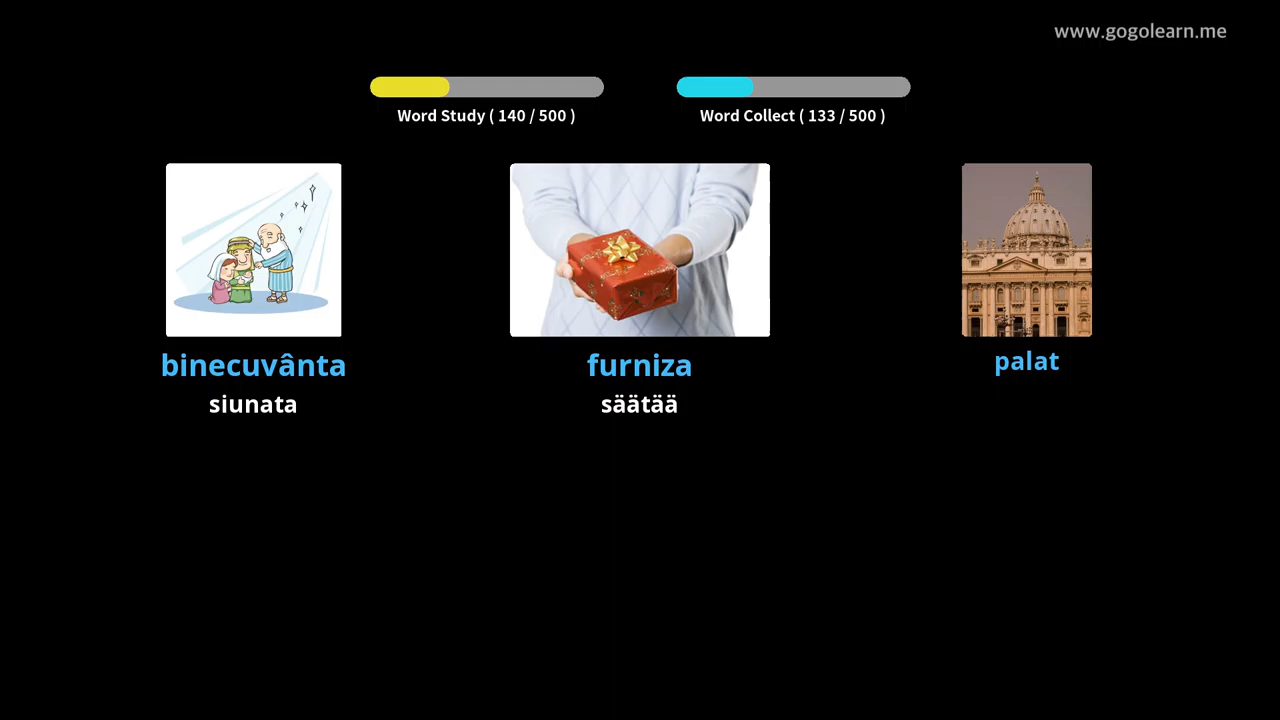 www.gogolearn.me
Word Study ( 140 / 500 )
Word Collect ( 133 / 500 )
binecuvânta
furniza
palat
siunata
säätää